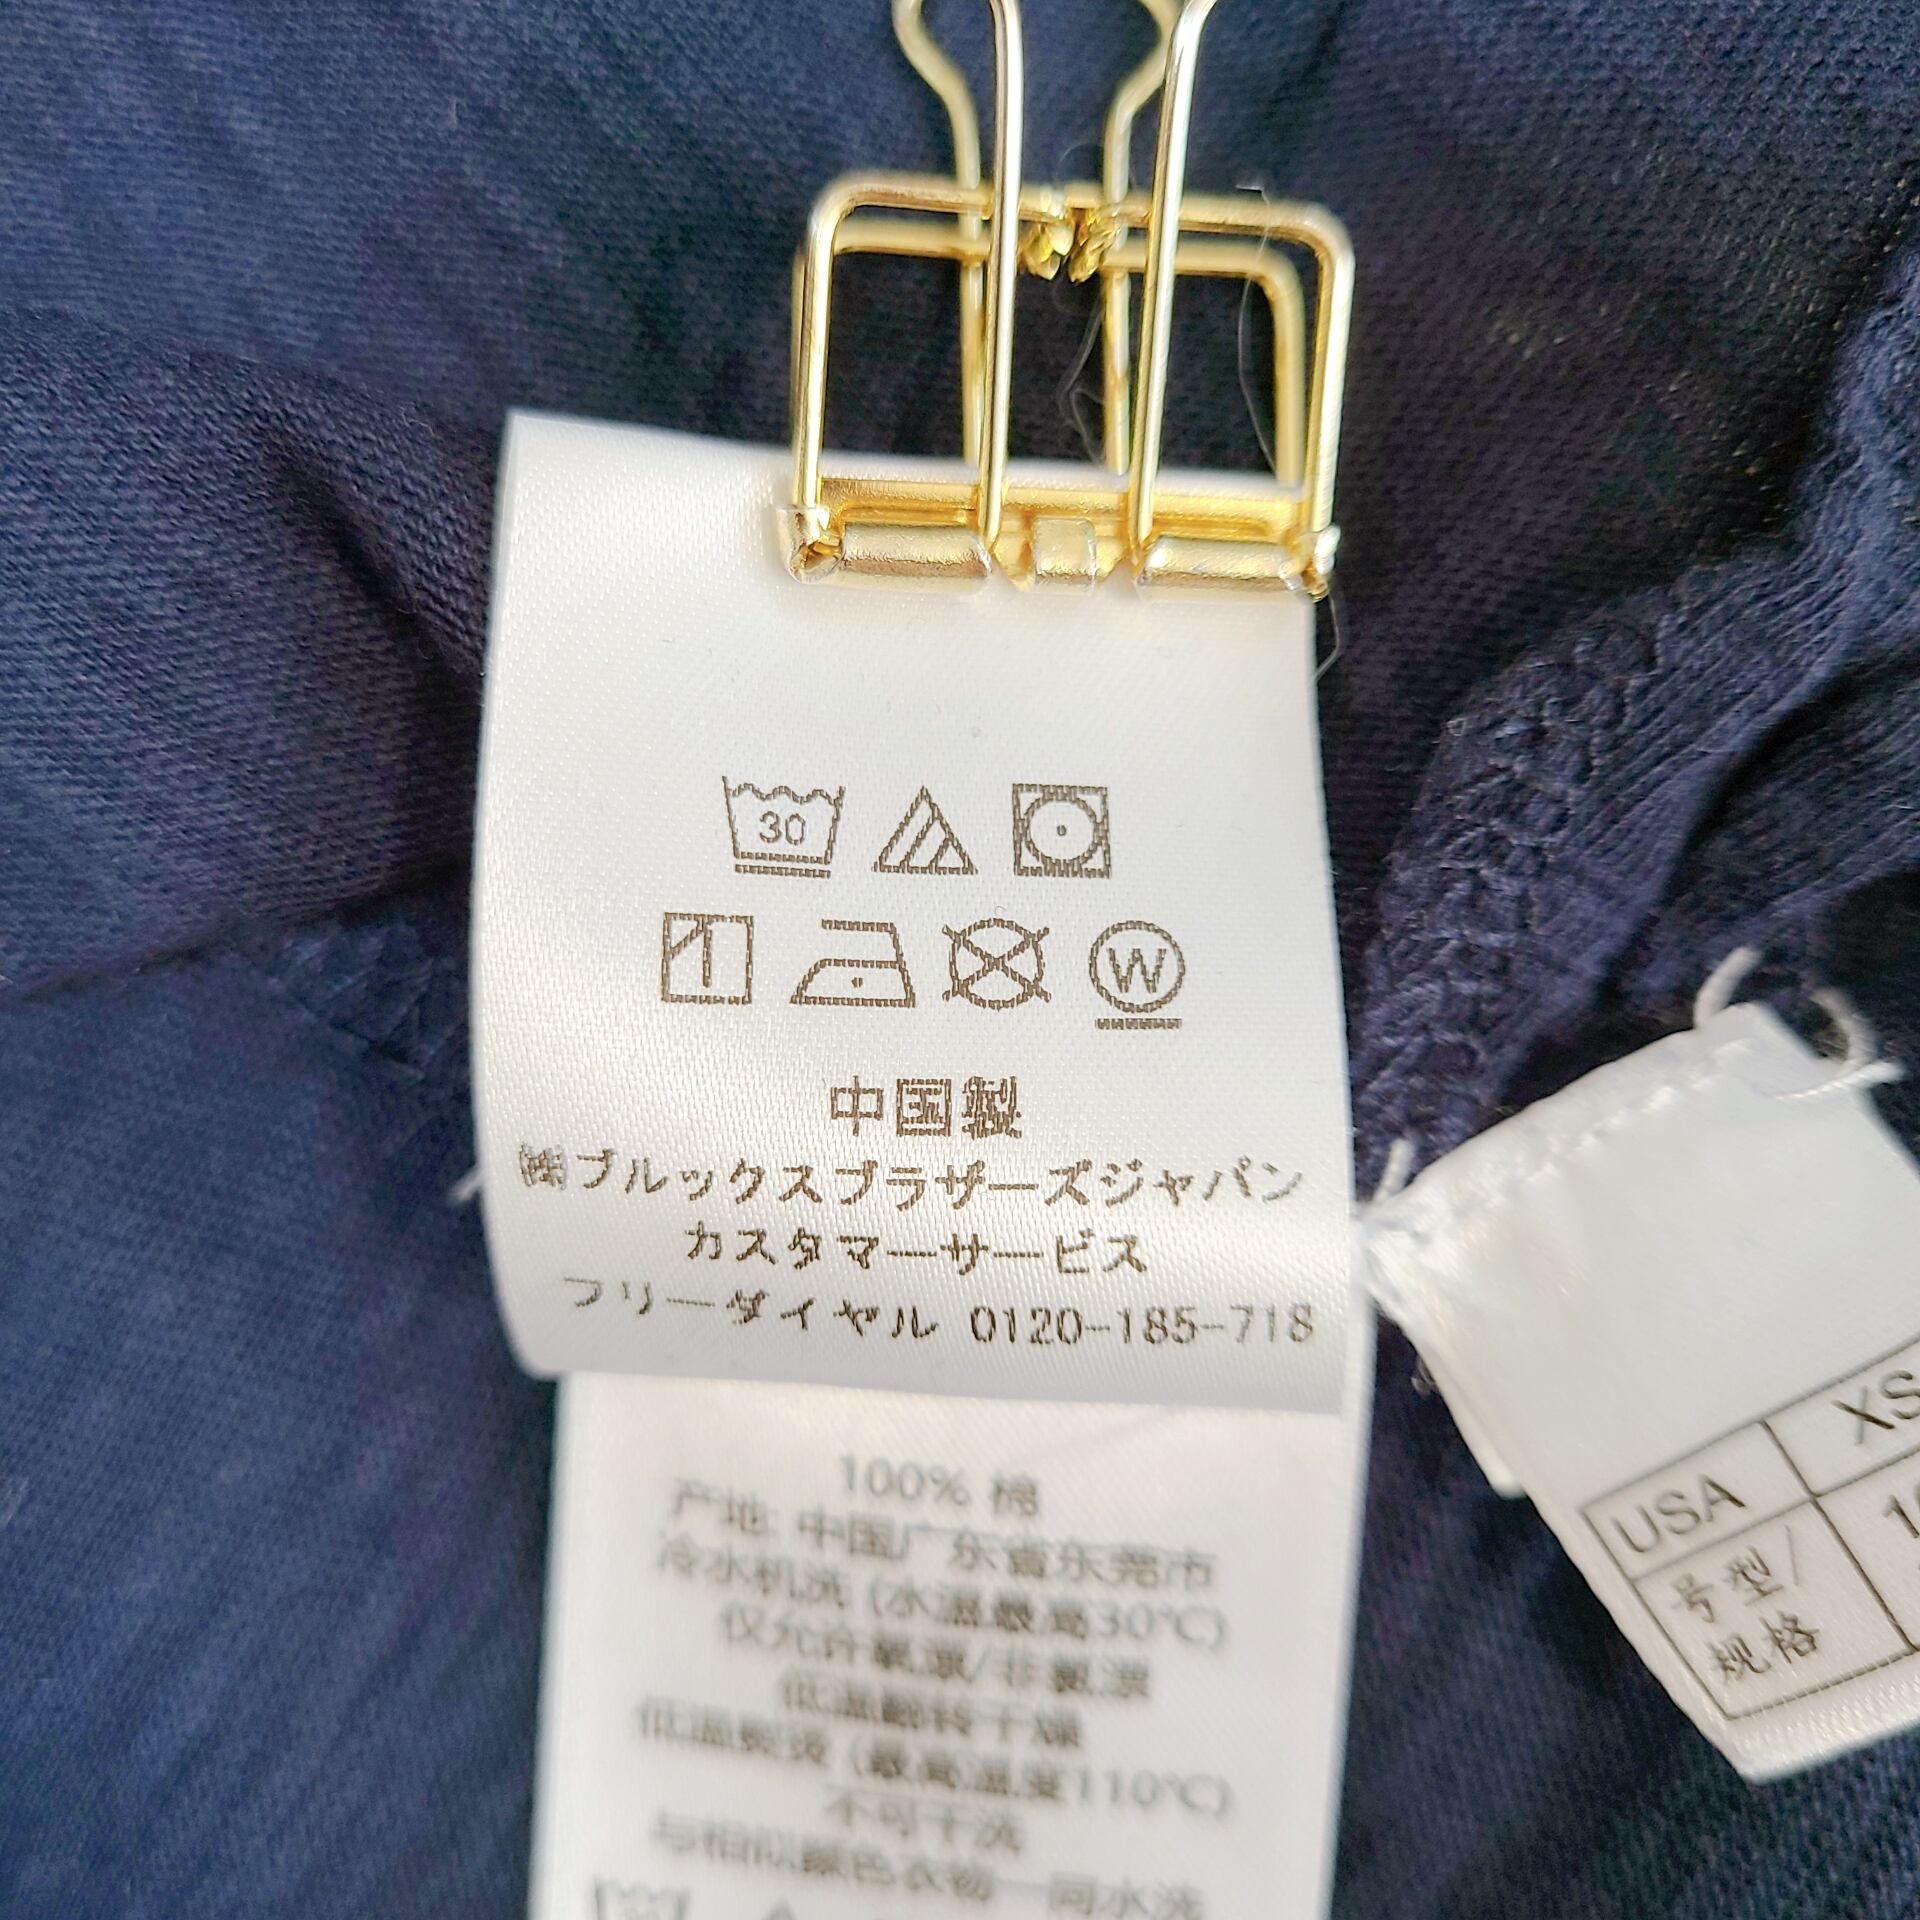 30
W
中国製
㈱ブルックスブラザーズジャパン
カスタマーサービス
フリーダイヤル 0120-185-718
100% 棉
产地: 中国广东省东莞市
冷水机洗 (水温最高30℃)
仅允许氧漂/非氯漂
低温翻转干燥
低温熨烫 (最高温度110℃)
不可干洗
与相似颜色衣物一同水洗
30
USA XS
号型/
规格